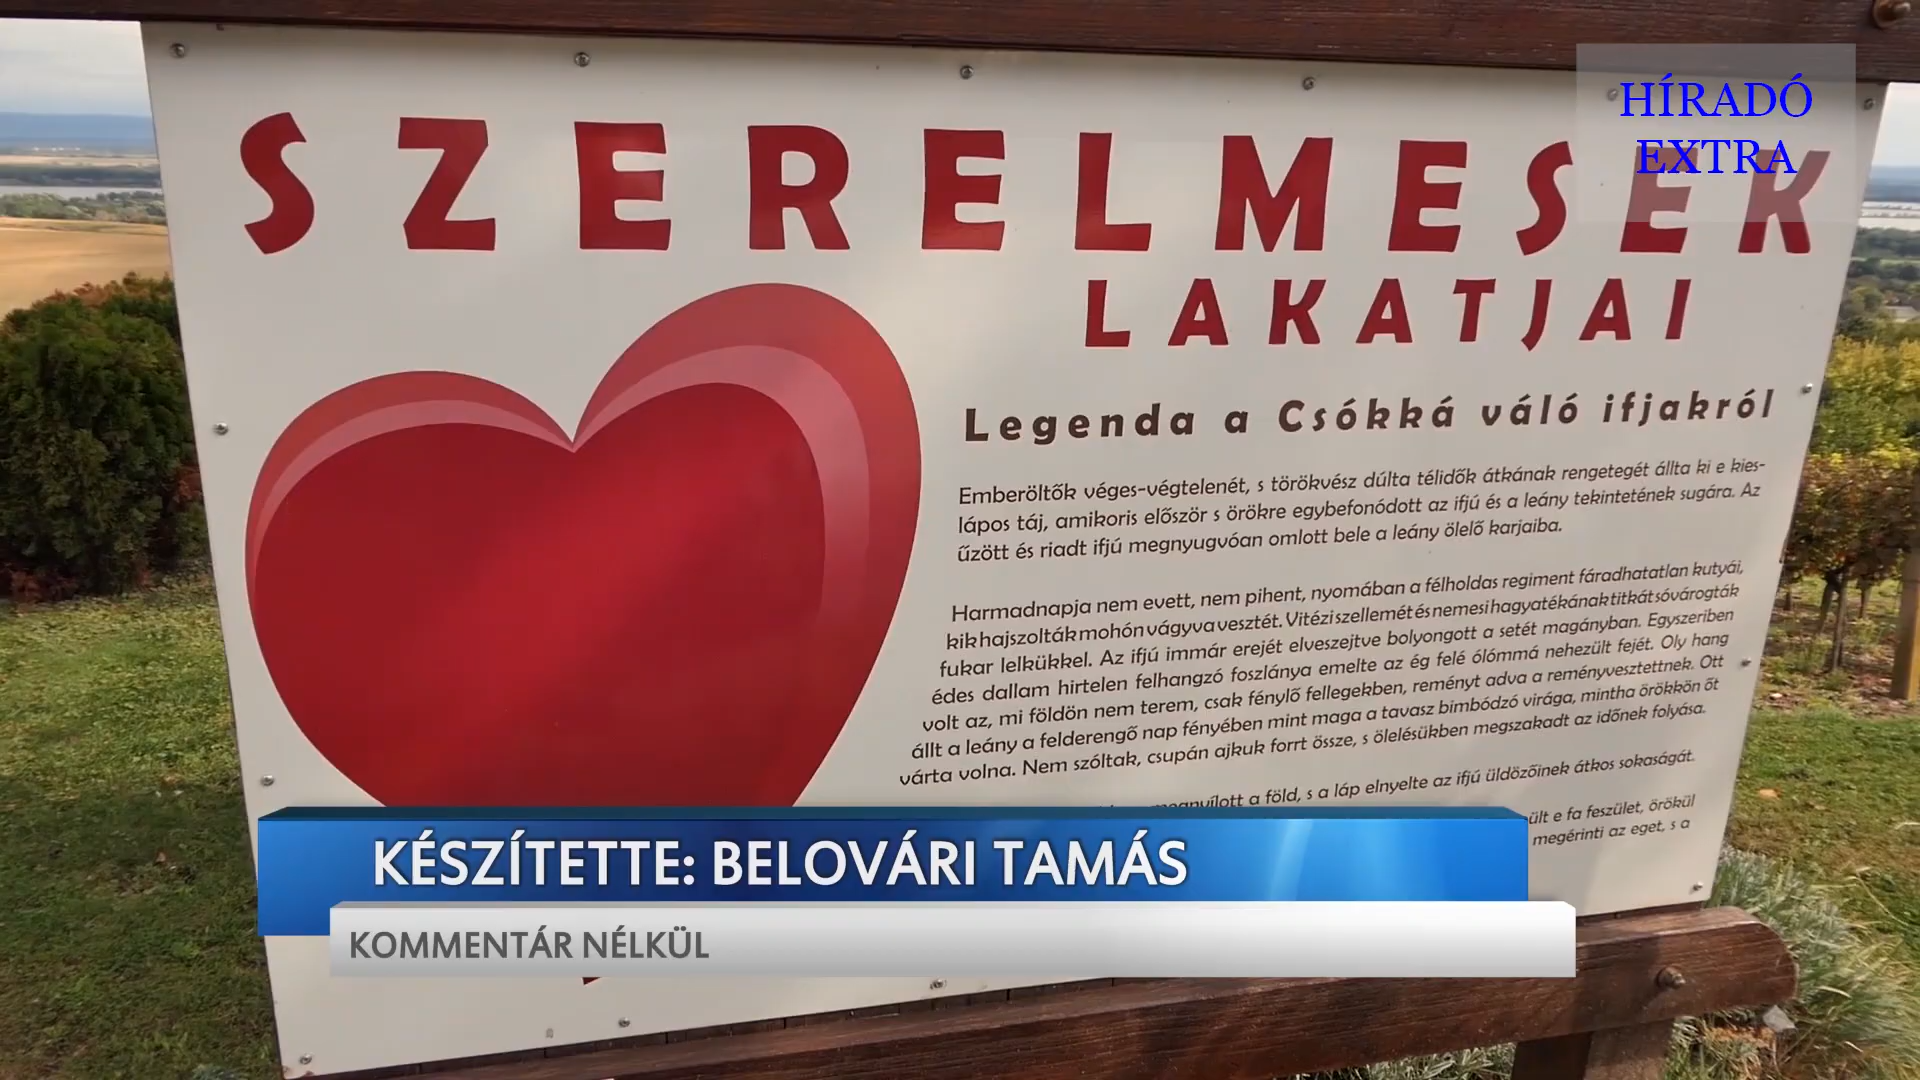 HÍRADÓ
EXTRA
SZERELMESEK
LAKATJAI
Legenda a Csókká váló ifjakról
Emberöltők véges-végtelenét, s törökvész dúlta télidők átkának rengetegét állta ki e kies-
lápos táj, amikoris először s örökre egybefonódott az ifjú és a leány tekintetének sugára. Az
űzött és riadt ifjú megnyugvóan omlott bele a leány ölelő karjaiba.
Harmadnapja nem evett, nem pihent, nyomában a félholdas regiment fáradhatatlan kutyái,
kik hajszolták mohón vágyva vesztét. Vitézi szellemét és nemesi hagyatékának titkát sóvárogták
fukar lelkükkel. Az ifjú immár erejét elveszejtve bolyongott a setét magányban. Egyszeriben
édes dallam hirtelen felhangzó foszlánya emelte az ég felé ólómmá nehezült fejét. Oly hang
volt az, mi földön nem terem, csak fénylő fellegekben, reményt adva a reményvesztettnek. Ott
állt a leány a felderengő nap fényében mint maga a tavasz bimbódzó virága, mintha örökkön őt
várta volna. Nem szóltak, csupán ajkuk forrt össze, s ölelésükben megszakadt az időnek folyása.
a föld, s a láp elnyelte az ifjú üldözőinek átkos sokaságát.
e fa feszület, örökül
megérinti az eget, s a
KÉSZÍTETTE: BELOVÁRI TAMÁS
KOMMENTÁR NÉLKÜL